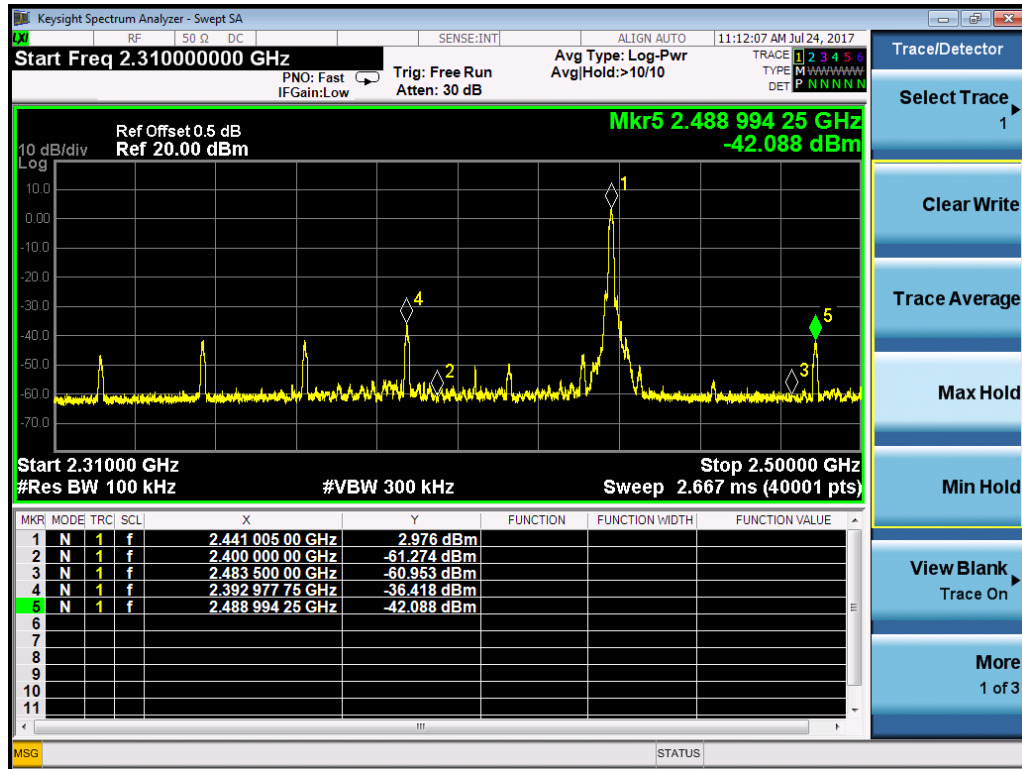 Keysight Spectrum Analyzer - Swept SA
LXI RF 50 Ω DC SENSE:INT ALIGN AUTO 11:12:07 AM Jul 24, 2017
Start Freq 2.310000000 GHz
PNO: Fast
IFGain:Low
Trig: Free Run
Atten: 30 dB
Avg Type: Log-Pwr
Avg|Hold:>10/10
TRACE 1 2 3 4 5 6
TYPE M W W W W W
DET P N N N N N
Mkr5 2.488 994 25 GHz
-42.088 dBm
Ref Offset 0.5 dB
10 dB/div Ref 20.00 dBm
Log
10.0
0.00
-10.0
-20.0
-30.0
-40.0
-50.0
-60.0
-70.0
1
4
5
2
3
Start 2.31000 GHz Stop 2.50000 GHz
#Res BW 100 kHz #VBW 300 kHz Sweep 2.667 ms (40001 pts)
MKR MODE TRC SCL X Y FUNCTION FUNCTION WIDTH FUNCTION VALUE
1 N 1 f 2.441 005 00 GHz 2.976 dBm
2 N 1 f 2.400 000 00 GHz -61.274 dBm
3 N 1 f 2.483 500 00 GHz -60.953 dBm
4 N 1 f 2.392 977 75 GHz -36.418 dBm
5 N 1 f 2.488 994 25 GHz -42.088 dBm
6
7
8
9
10
11
MSG STATUS
Trace/Detector
Select Trace
1
Clear Write
Trace Average
Max Hold
Min Hold
View Blank
Trace On
More
1 of 3